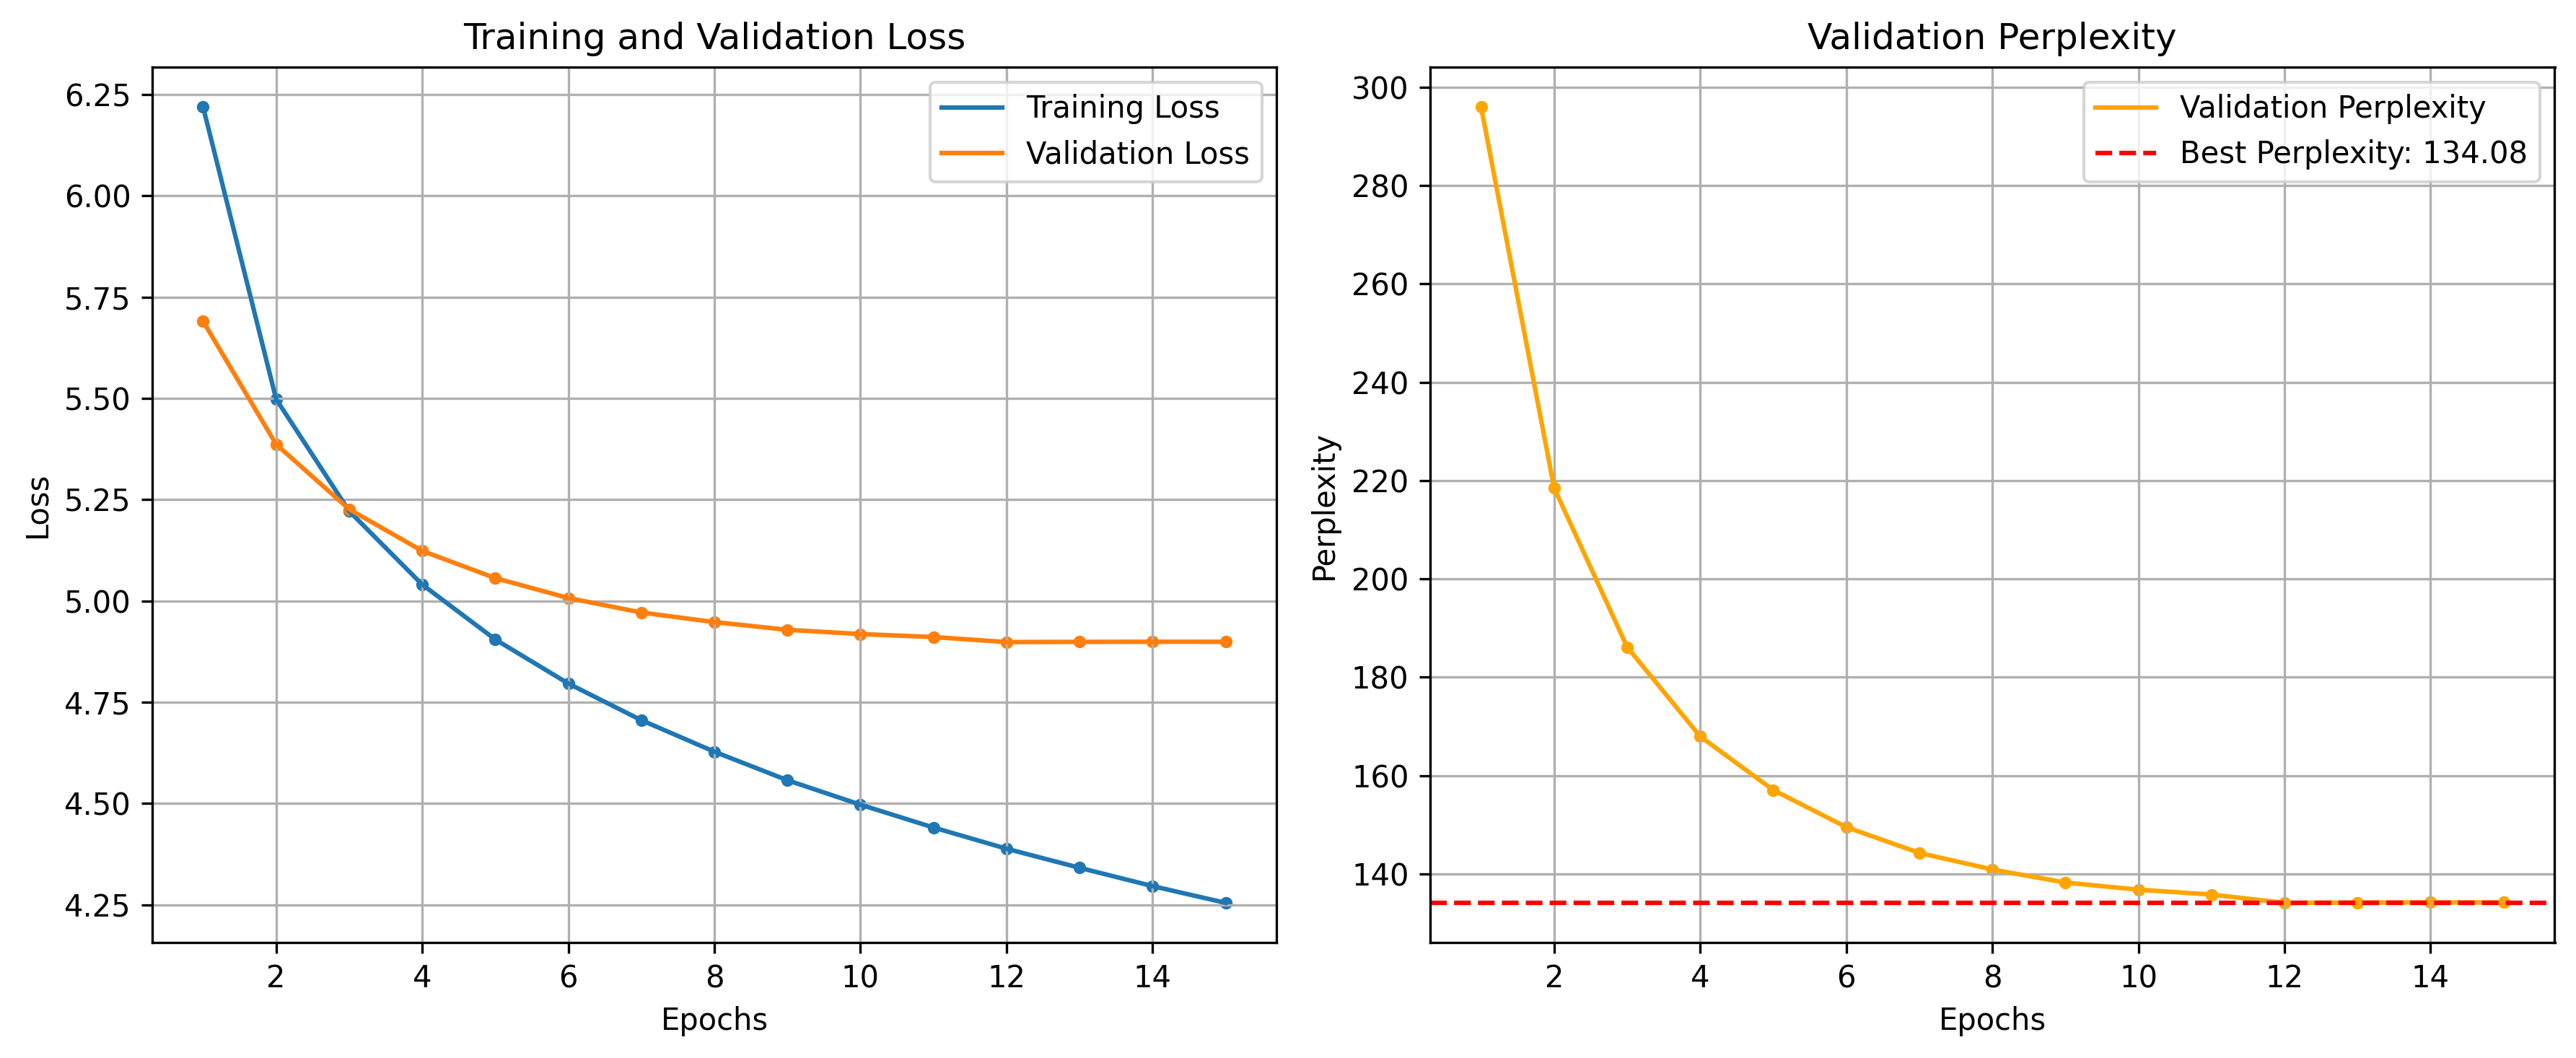 Training and Validation Loss
Training Loss
Validation Loss
6.25
6.00
5.75
5.50
5.25
5.00
4.75
4.50
4.25
Loss
2 4 6 8 10 12 14
Epochs
Validation Perplexity
Validation Perplexity
Best Perplexity: 134.08
300
280
260
240
220
200
180
160
140
Perplexity
2 4 6 8 10 12 14
Epochs